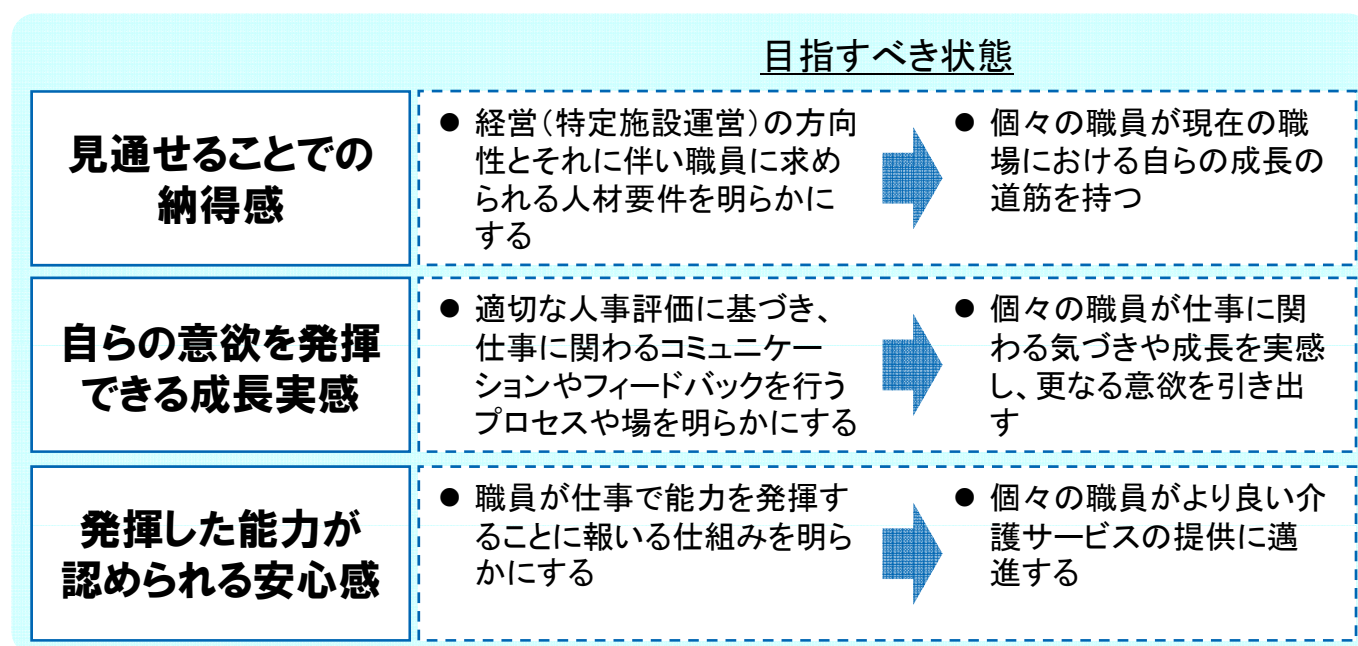 目指すべき状態
見通せることでの
納得感
● 経営(特定施設運営)の方向
性とそれに伴い職員に求め
られる人材要件を明らかに
する
● 個々の職員が現在の職
場における自らの成長の
道筋を持つ
自らの意欲を発揮
できる成長実感
● 適切な人事評価に基づき、
仕事に関わるコミュニケー
ションやフィードバックを行う
プロセスや場を明らかにする
● 個々の職員が仕事に関
わる気づきや成長を実感
し、更なる意欲を引き出
す
発揮した能力が
認められる安心感
● 職員が仕事で能力を発揮す
ることに報いる仕組みを明ら
かにする
● 個々の職員がより良い介
護サービスの提供に邁
進する